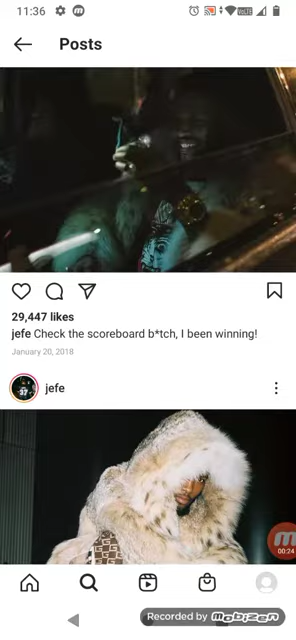 11:36
Posts
29,447 likes
jefe Check the scoreboard b*tch, I been winning!
January 20, 2018
jefe
00:24
Recorded by mobizen